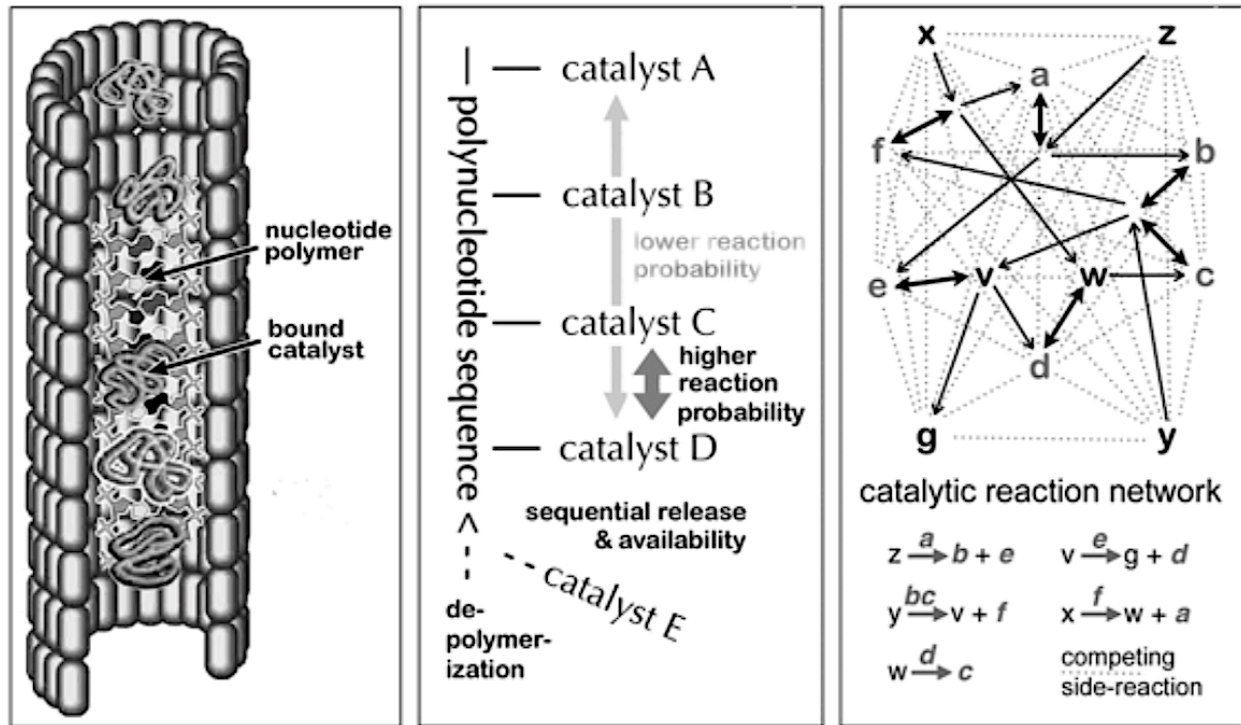 nucleotide
polymer
bound
catalyst
polynucleotide sequence <
catalyst A
catalyst B
lower reaction
probability
catalyst C
higher
reaction
probability
catalyst D
sequential release
& availability
catalyst E
de-
polymer-
ization
x z
a
f b
e v w c
d
g y
catalytic reaction network
z a b + e
v e g + d
y bc v + f
x f w + a
w d c
competing
side-reaction